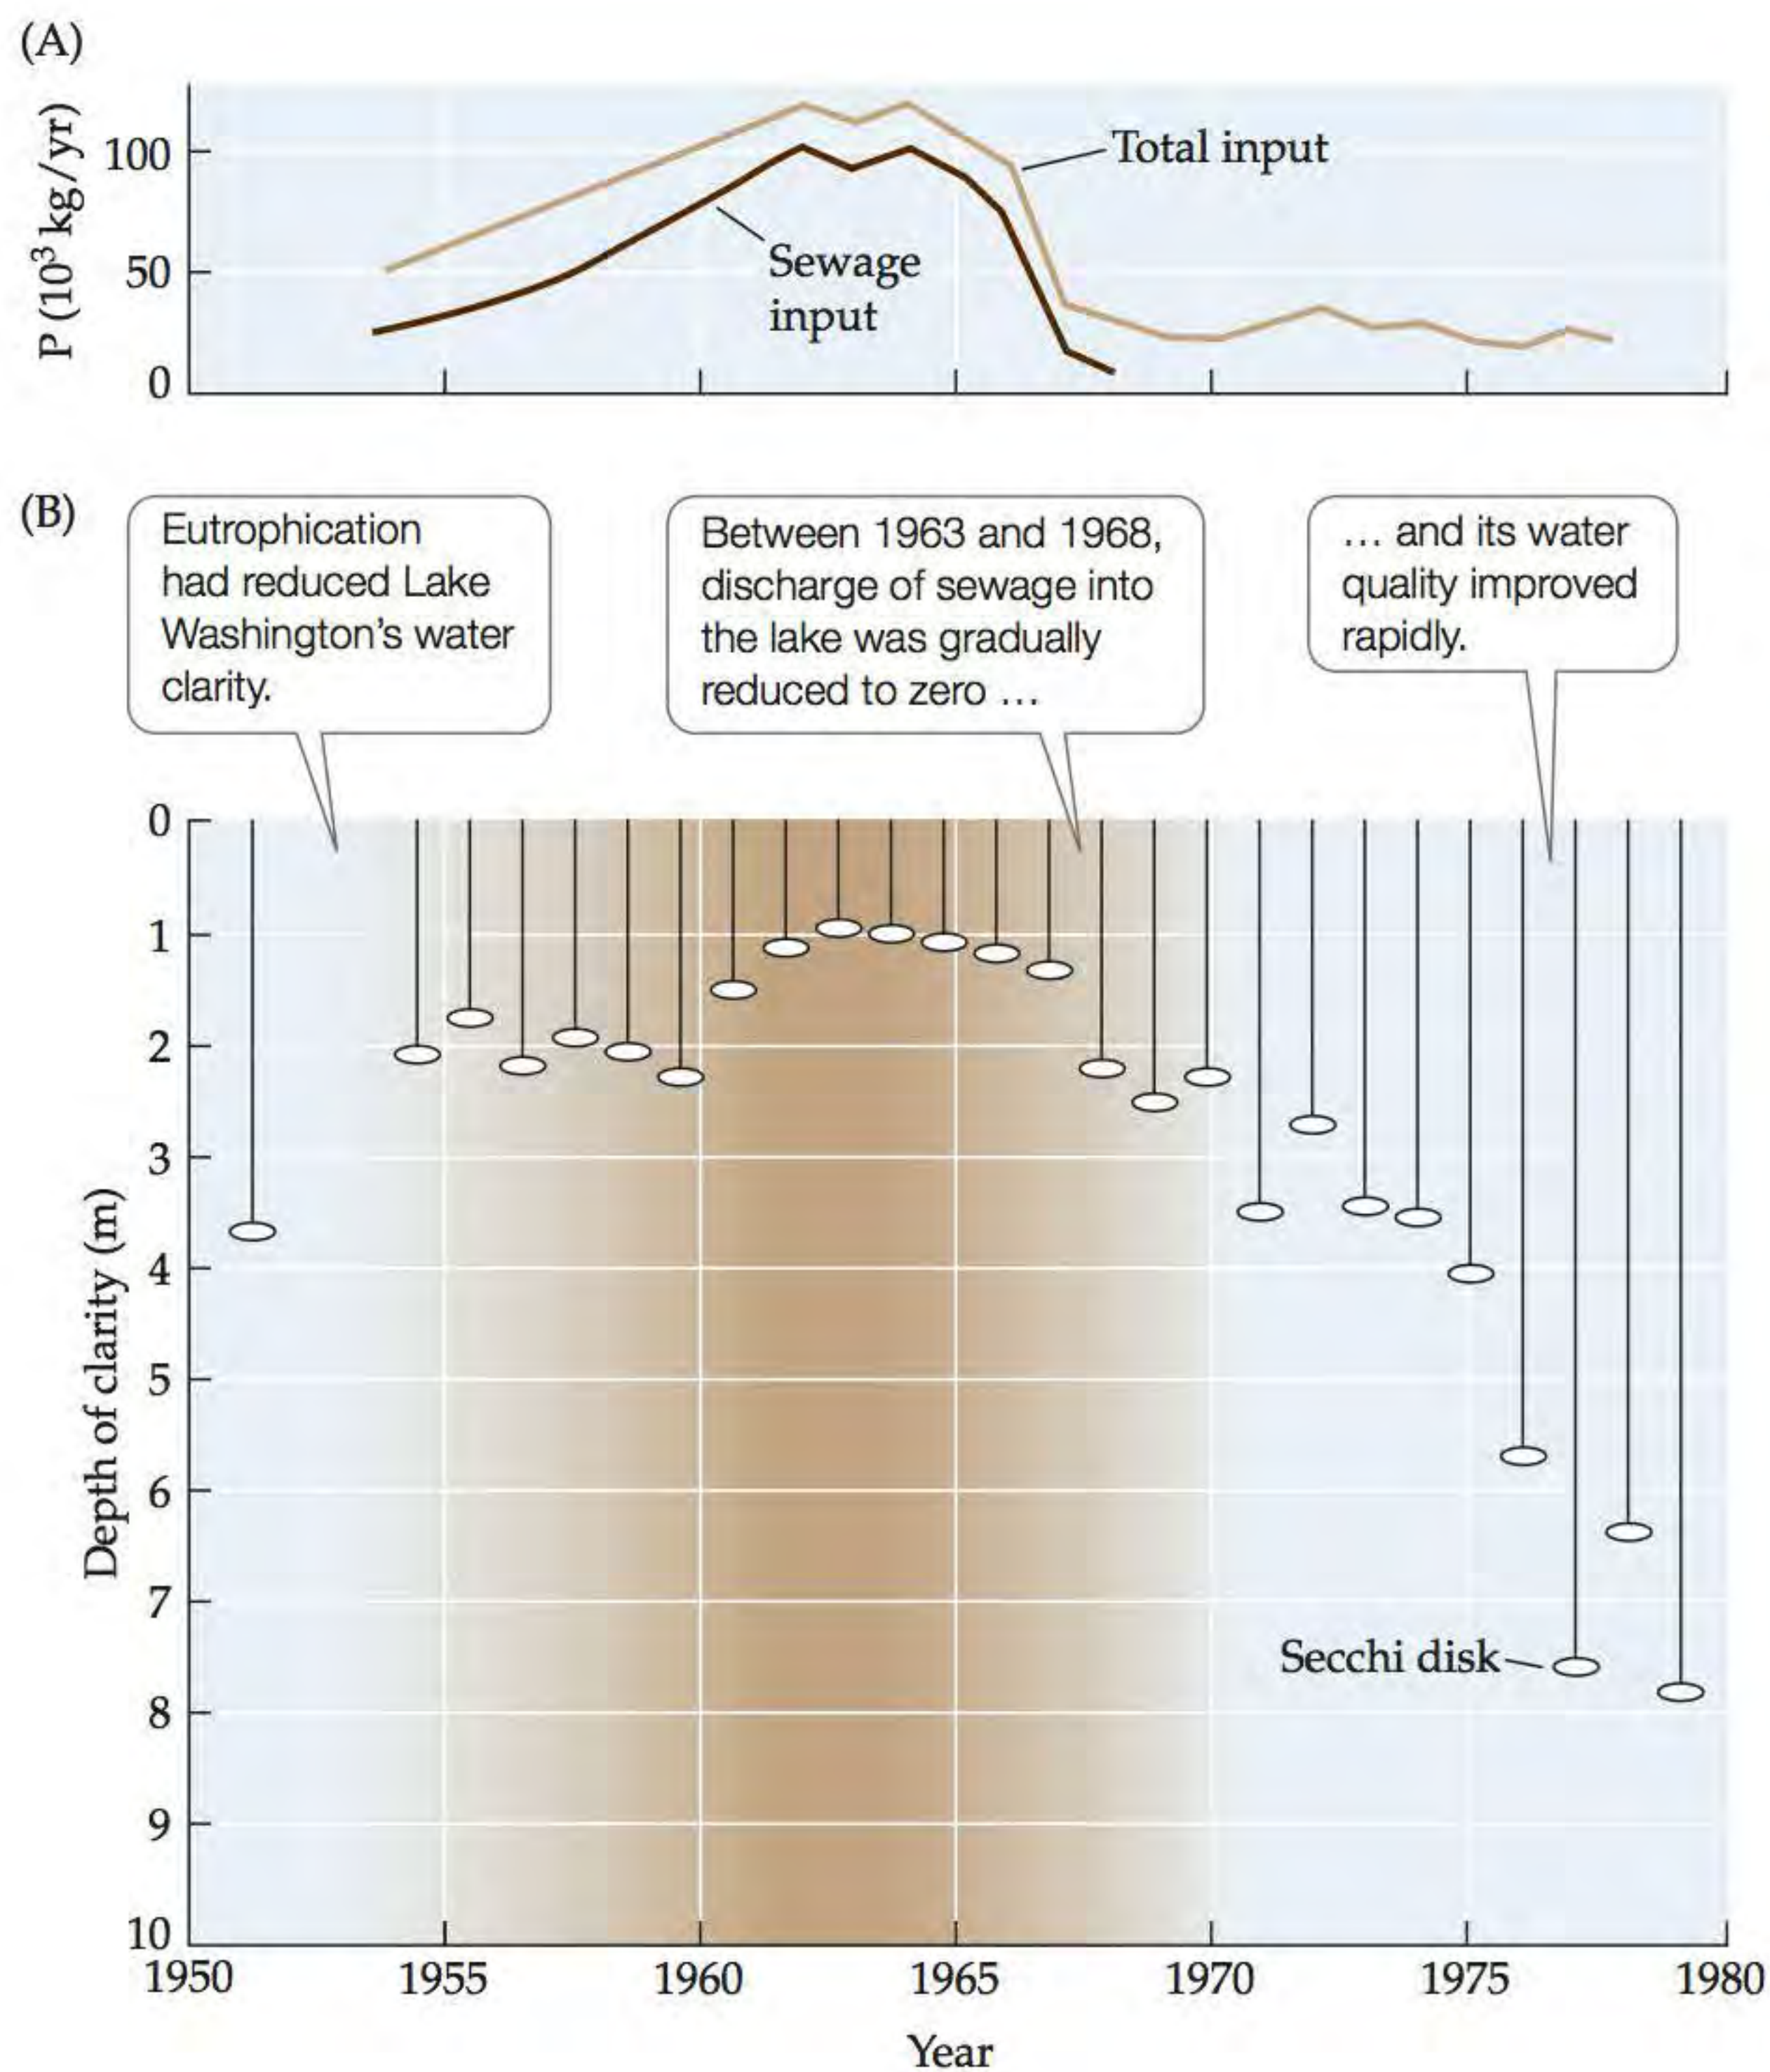 (A)
P (10³ kg/yr)
100
50
0
Total input
Sewage
input
(B)
Eutrophication
had reduced Lake
Washington's water
clarity.
Between 1963 and 1968,
discharge of sewage into
the lake was gradually
reduced to zero ...
... and its water
quality improved
rapidly.
Depth of clarity (m)
0
1
2
3
4
5
6
7
8
9
10
Secchi disk
1950 1955 1960 1965 1970 1975 1980
Year